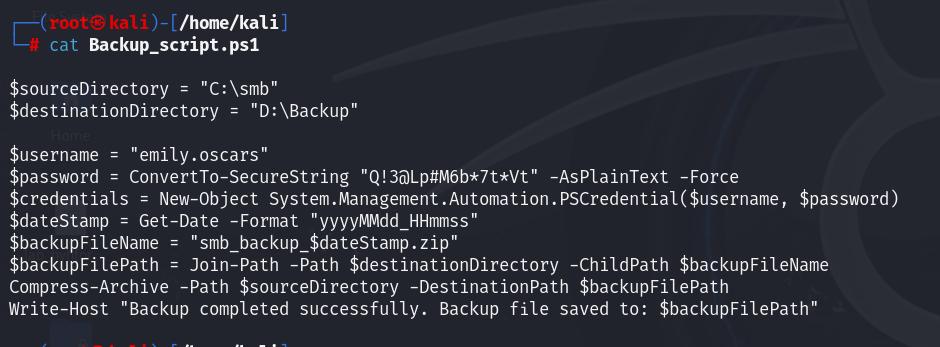 ┌──(root㉿kali)-[/home/kali]
└─# cat Backup_script.ps1
$sourceDirectory = "C:\smb"
$destinationDirectory = "D:\Backup"
Home
$username = "emily.oscars"
$password = ConvertTo-SecureString "Q!3@Lp#M6b*7t*Vt" -AsPlainText -Force
$credentials = New-Object System.Management.Automation.PSCredential($username, $password)
$dateStamp = Get-Date -Format "yyyyMMdd_HHmmss"
$backupFileName = "smb_backup_$dateStamp.zip"
$backupFilePath = Join-Path -Path $destinationDirectory -ChildPath $backupFileName
Compress-Archive -Path $sourceDirectory -DestinationPath $backupFilePath
Write-Host "Backup completed successfully. Backup file saved to: $backupFilePath"